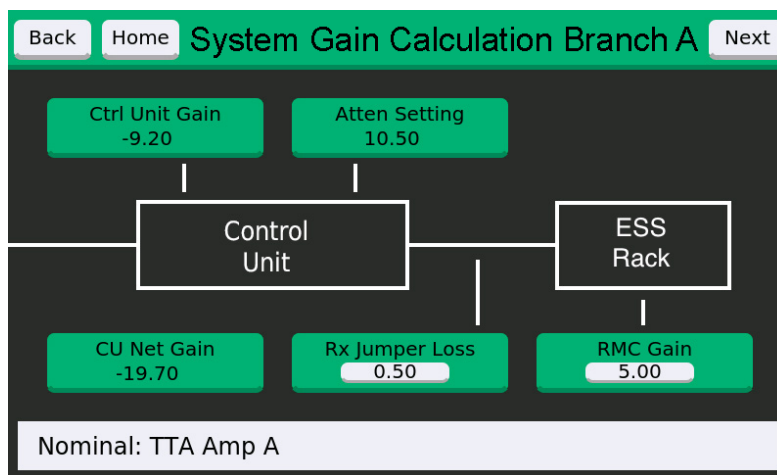 Back
Home
System Gain Calculation Branch A
Next
Ctrl Unit Gain
-9.20
Atten Setting
10.50
Control
Unit
ESS
Rack
CU Net Gain
-19.70
Rx Jumper Loss
0.50
RMC Gain
5.00
Nominal: TTA Amp A